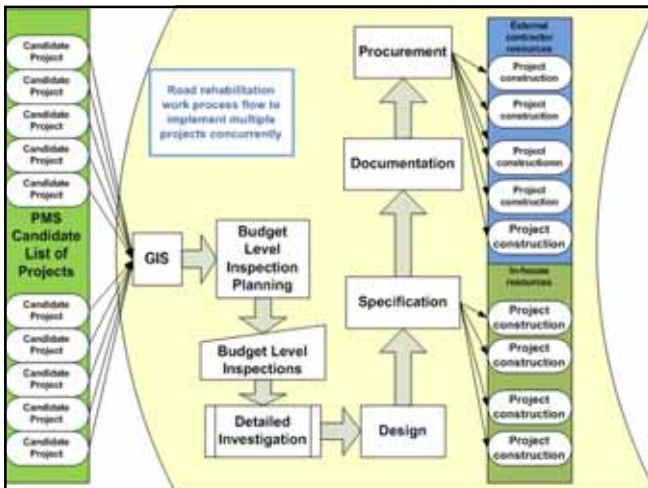 Candidate
Project
Candidate
Project
Candidate
Project
Candidate
Project
Candidate
Project
PMS
Candidate
List of
Projects
Candidate
Project
Candidate
Project
Candidate
Project
Candidate
Project
Candidate
Project
Road rehabilitation
work process flow to
implement multiple
projects concurrently
GIS
Budget
Level
Inspection
Planning
Budget Level
Inspections
Detailed
Investigation
Design
Specification
Documentation
Procurement
External
contractor
resources
Project
construction
Project
construction
Project
constructionn
Project
construction
Project
construction
In-house
resources
Project
construction
Project
construction
Project
construction
Project
construction